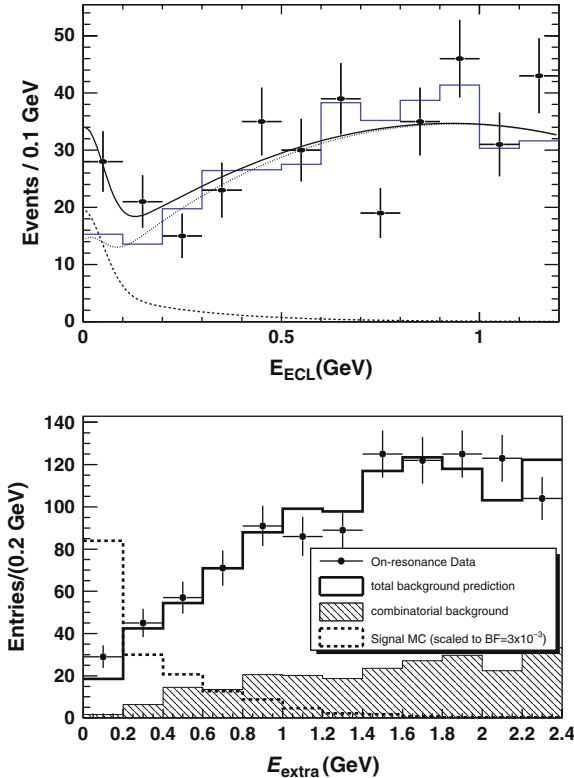 Events / 0.1 GeV
50
40
30
20
10
0
0 0.5 1
E_ECL(GeV)
Entries/(0.2 GeV)
140
120
100
80
60
40
20
0
On-resonance Data
total background prediction
combinatorial background
Signal MC (scaled to BF=3x10⁻³)
0 0.2 0.4 0.6 0.8 1 1.2 1.4 1.6 1.8 2 2.2 2.4
E_extra(GeV)